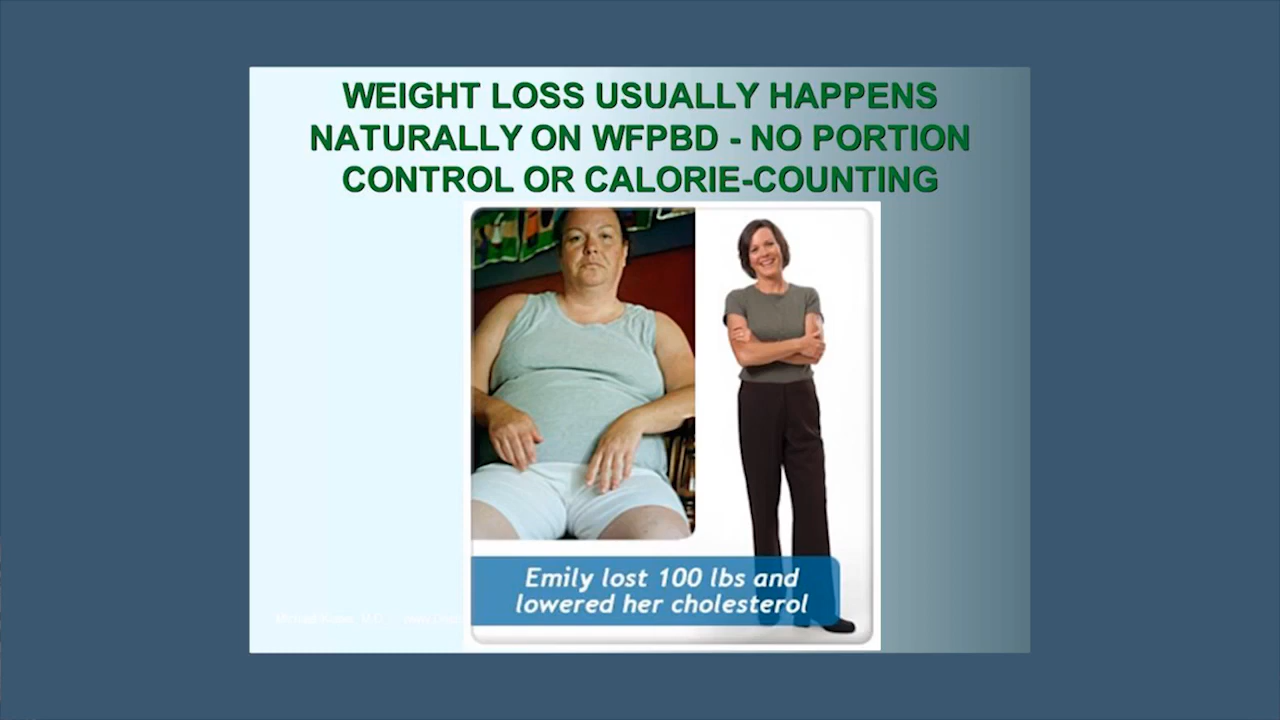 WEIGHT LOSS USUALLY HAPPENS
NATURALLY ON WFPBD - NO PORTION
CONTROL OR CALORIE-COUNTING
Emily lost 100 lbs and
lowered her cholesterol